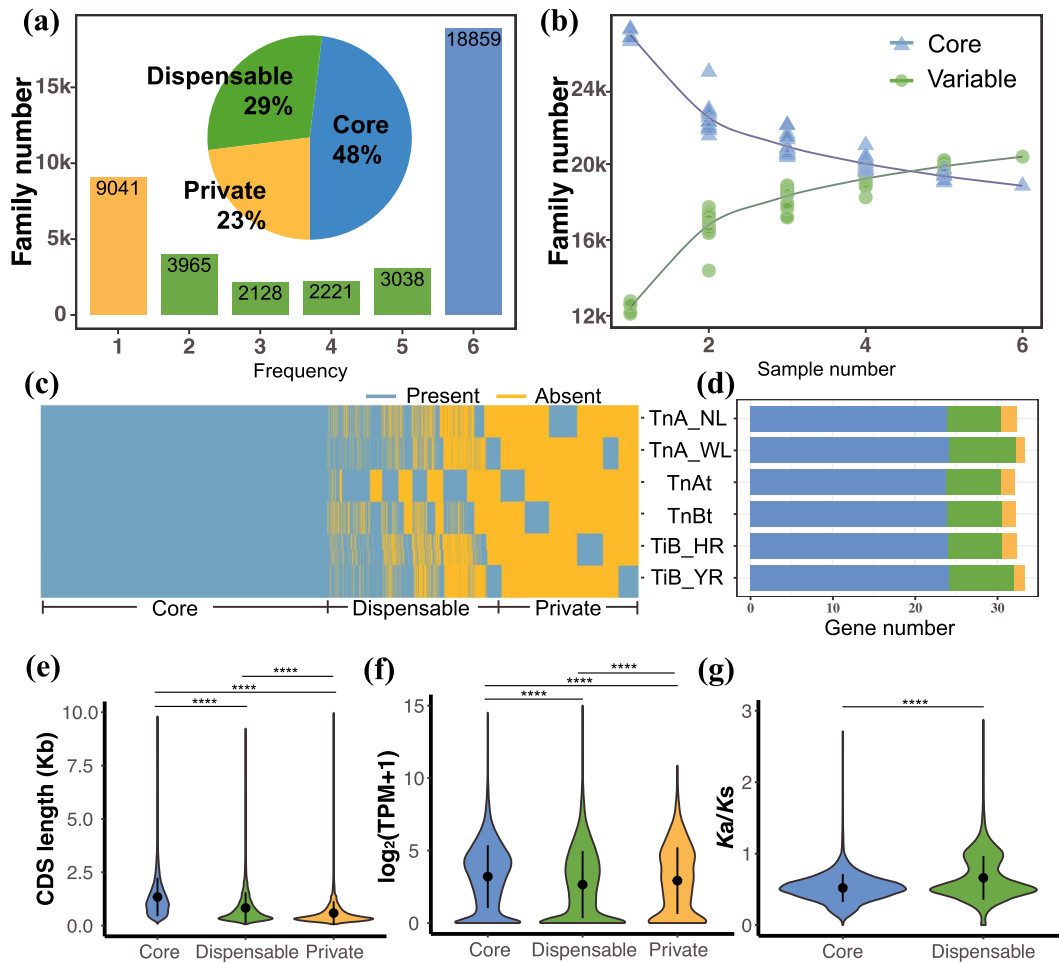 (a)
Family number
15k
10k
5k
0
9041
3965
2128
2221
3038
18859
Dispensable
29%
Core
48%
Private
23%
1 2 3 4 5 6
Frequency
(b)
Family number
24k
20k
16k
12k
Core
Variable
2 4 6
Sample number
(c)
Present Absent
TnA_NL
TnA_WL
TnAt
TnBt
TiB_HR
TiB_YR
Core Dispensable Private
(d)
0 10 20 30
Gene number
(e)
CDS length (Kb)
10.0
7.5
5.0
2.5
0.0
****
****
****
Core Dispensable Private
(f)
log₂(TPM+1)
15
10
5
0
****
****
****
Core Dispensable Private
(g)
Ka/Ks
3
2
1
0
****
Core Dispensable